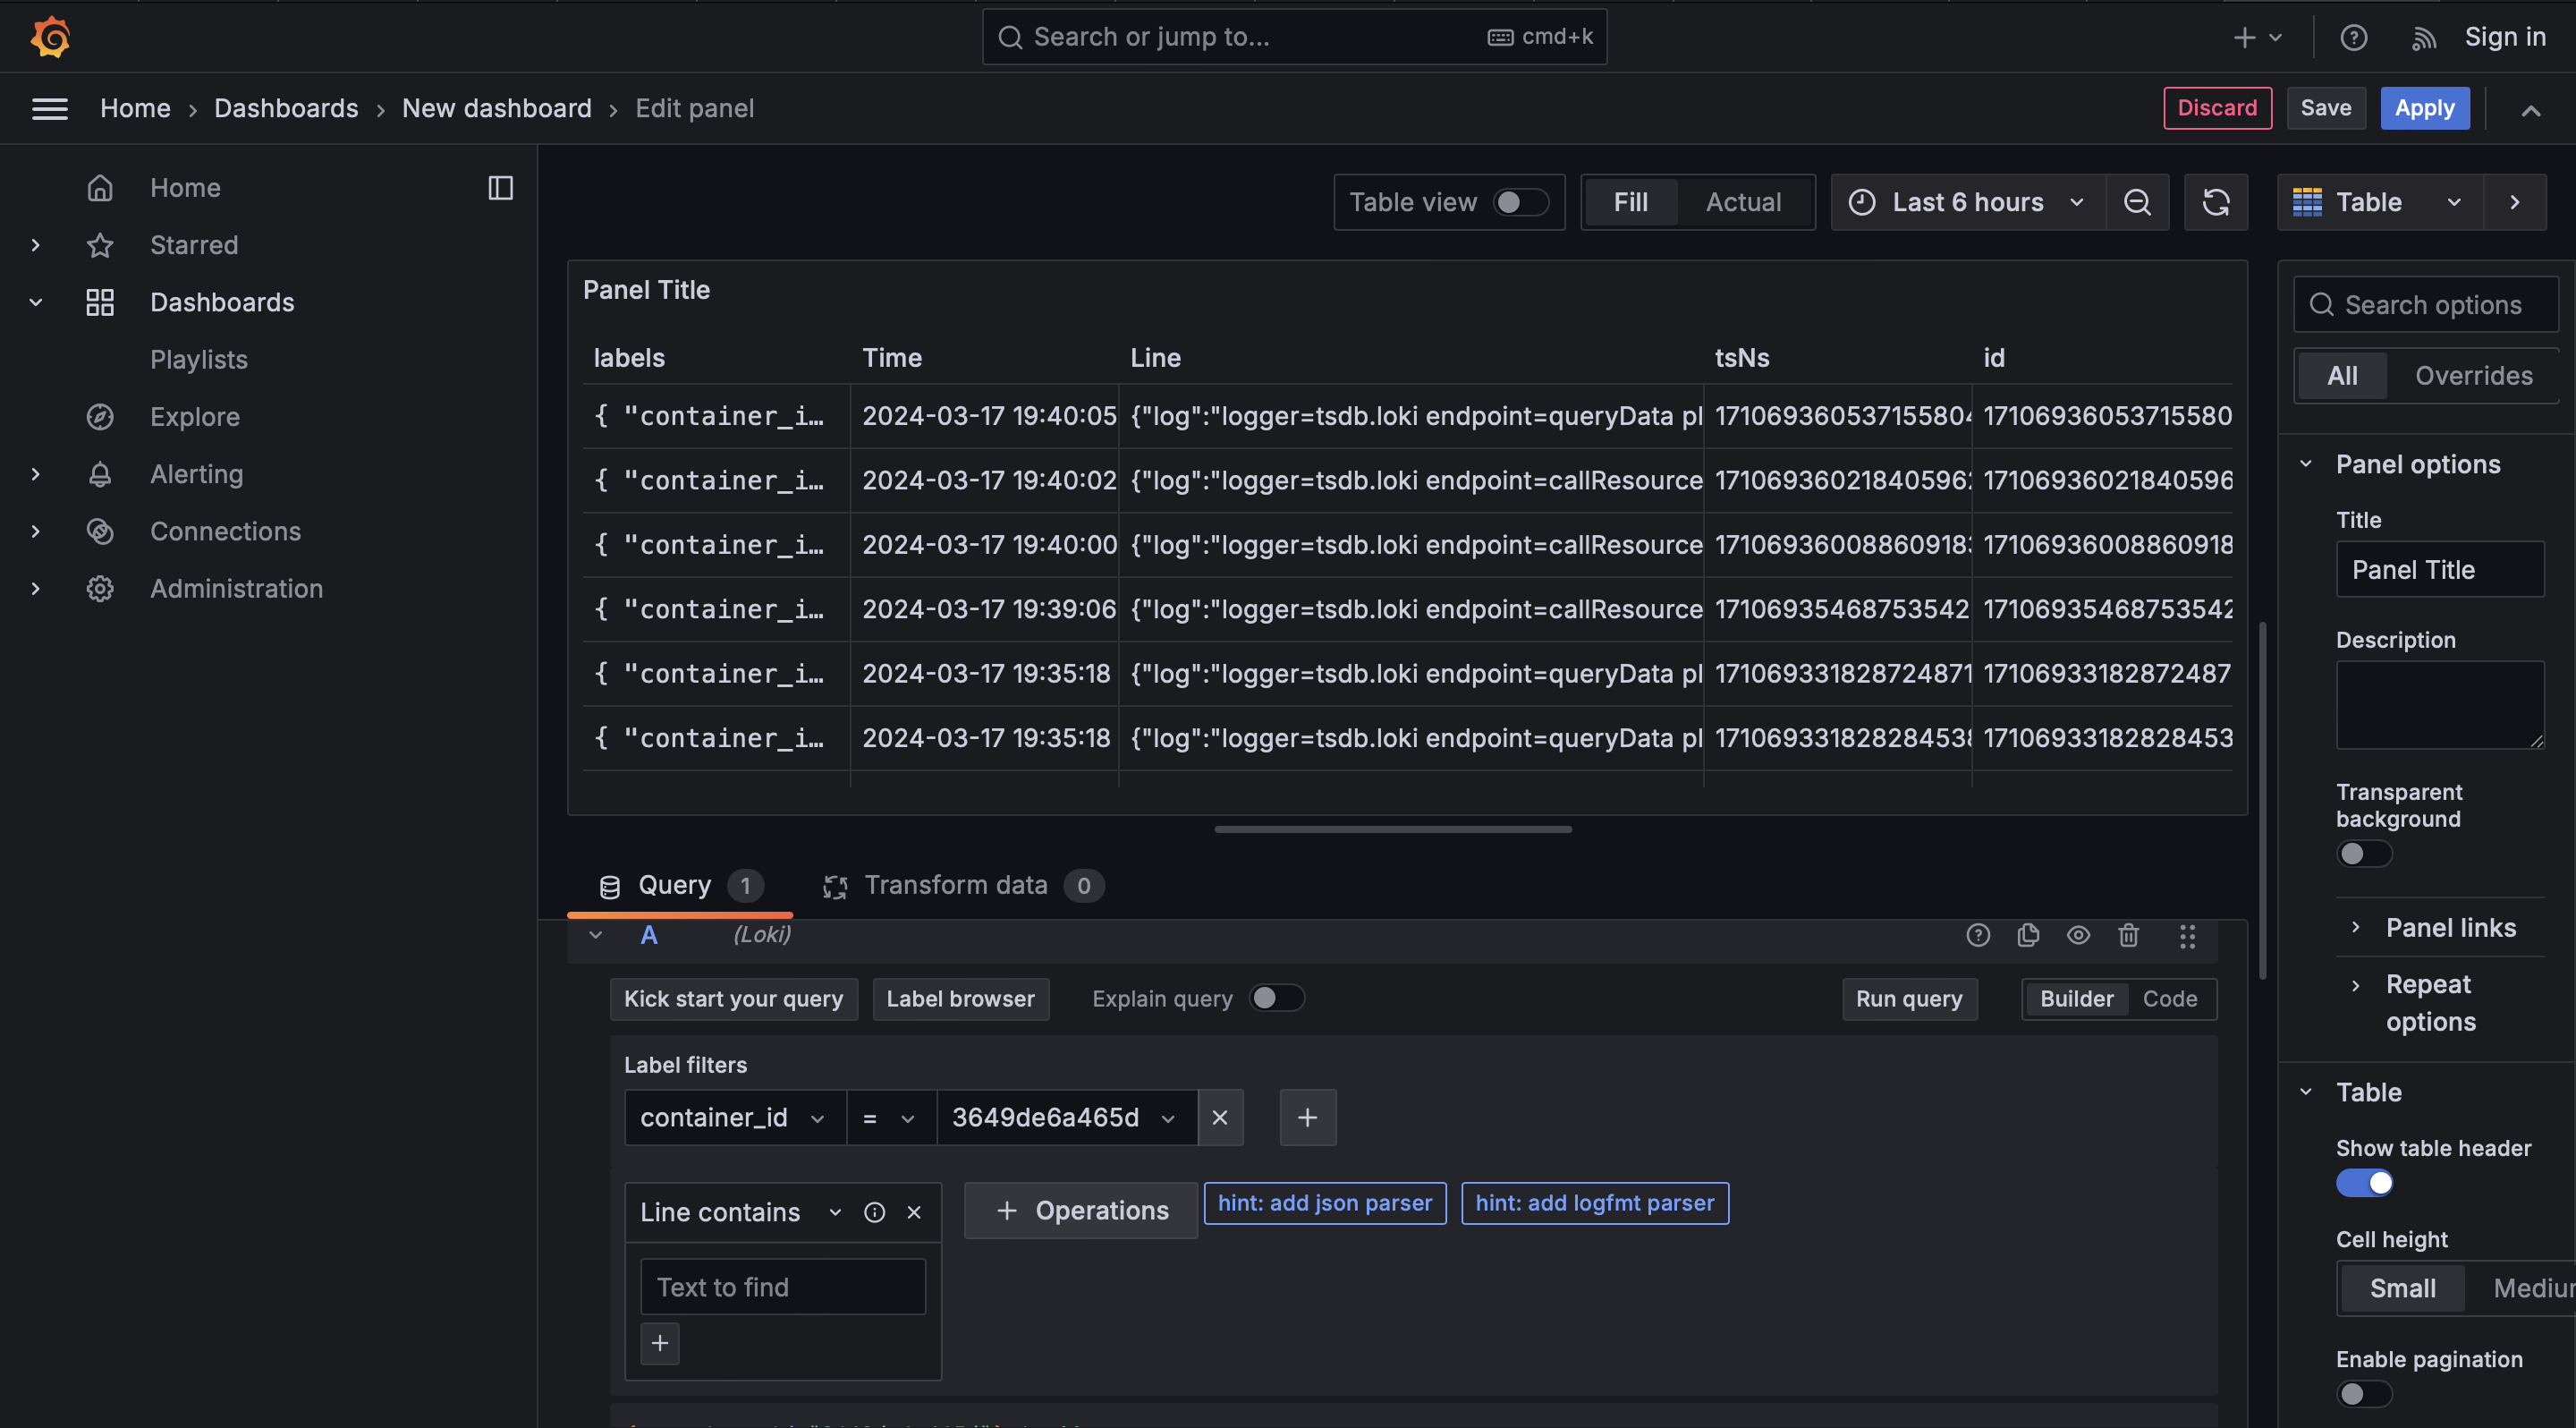 Search or jump to...
cmd+k
Sign in
Home
Dashboards
New dashboard
Edit panel
Discard
Save
Apply
Home
Starred
Dashboards
Playlists
Explore
Alerting
Connections
Administration
Table view
Fill
Actual
Last 6 hours
Table
Panel Title
labels Time Line tsNs id
{ "container_i… 2024-03-17 19:40:05 {"log":"logger=tsdb.loki endpoint=queryData pl 1710693605371558 17106936053715580
{ "container_i… 2024-03-17 19:40:02 {"log":"logger=tsdb.loki endpoint=callResource 17106936021840596 17106936021840596
{ "container_i… 2024-03-17 19:40:00 {"log":"logger=tsdb.loki endpoint=callResource 17106936008860918 17106936008860918
{ "container_i… 2024-03-17 19:39:06 {"log":"logger=tsdb.loki endpoint=callResource 17106935468753542 17106935468753542
{ "container_i… 2024-03-17 19:35:18 {"log":"logger=tsdb.loki endpoint=queryData pl 171069331828724871 171069331828724871
{ "container_i… 2024-03-17 19:35:18 {"log":"logger=tsdb.loki endpoint=queryData pl 17106933182828453 17106933182828453
Search options
All
Overrides
Panel options
Title
Panel Title
Description
Transparent
background
Panel links
Repeat
options
Table
Show table header
Cell height
Small
Enable pagination
Query 1
Transform data 0
A
(Loki)
Kick start your query
Label browser
Explain query
Run query
Builder
Code
Label filters
container_id
=
3649de6a465d
Line contains
Operations
hint: add json parser
hint: add logfmt parser
Text to find